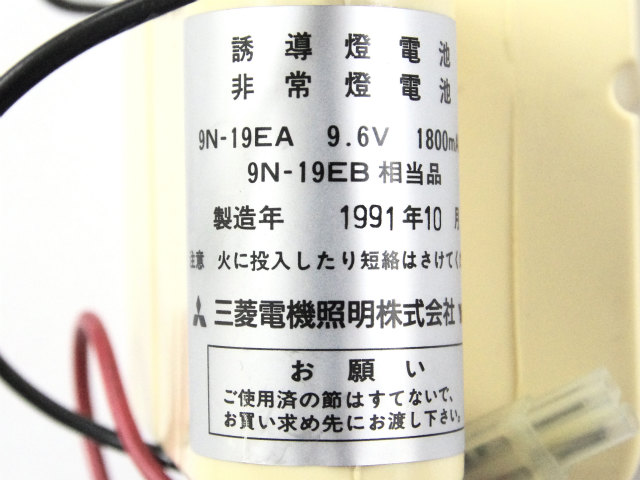 誘導燈電池
非常燈電池
9N-19EA 9.6V 1800mA
9N-19EB 相当品
製造年 1991年10月
注意 火に投入したり短絡はさけてく
三菱電機照明株式会社
お願い
ご使用済の節はすてないで、
お買い求め先にお渡し下さい。